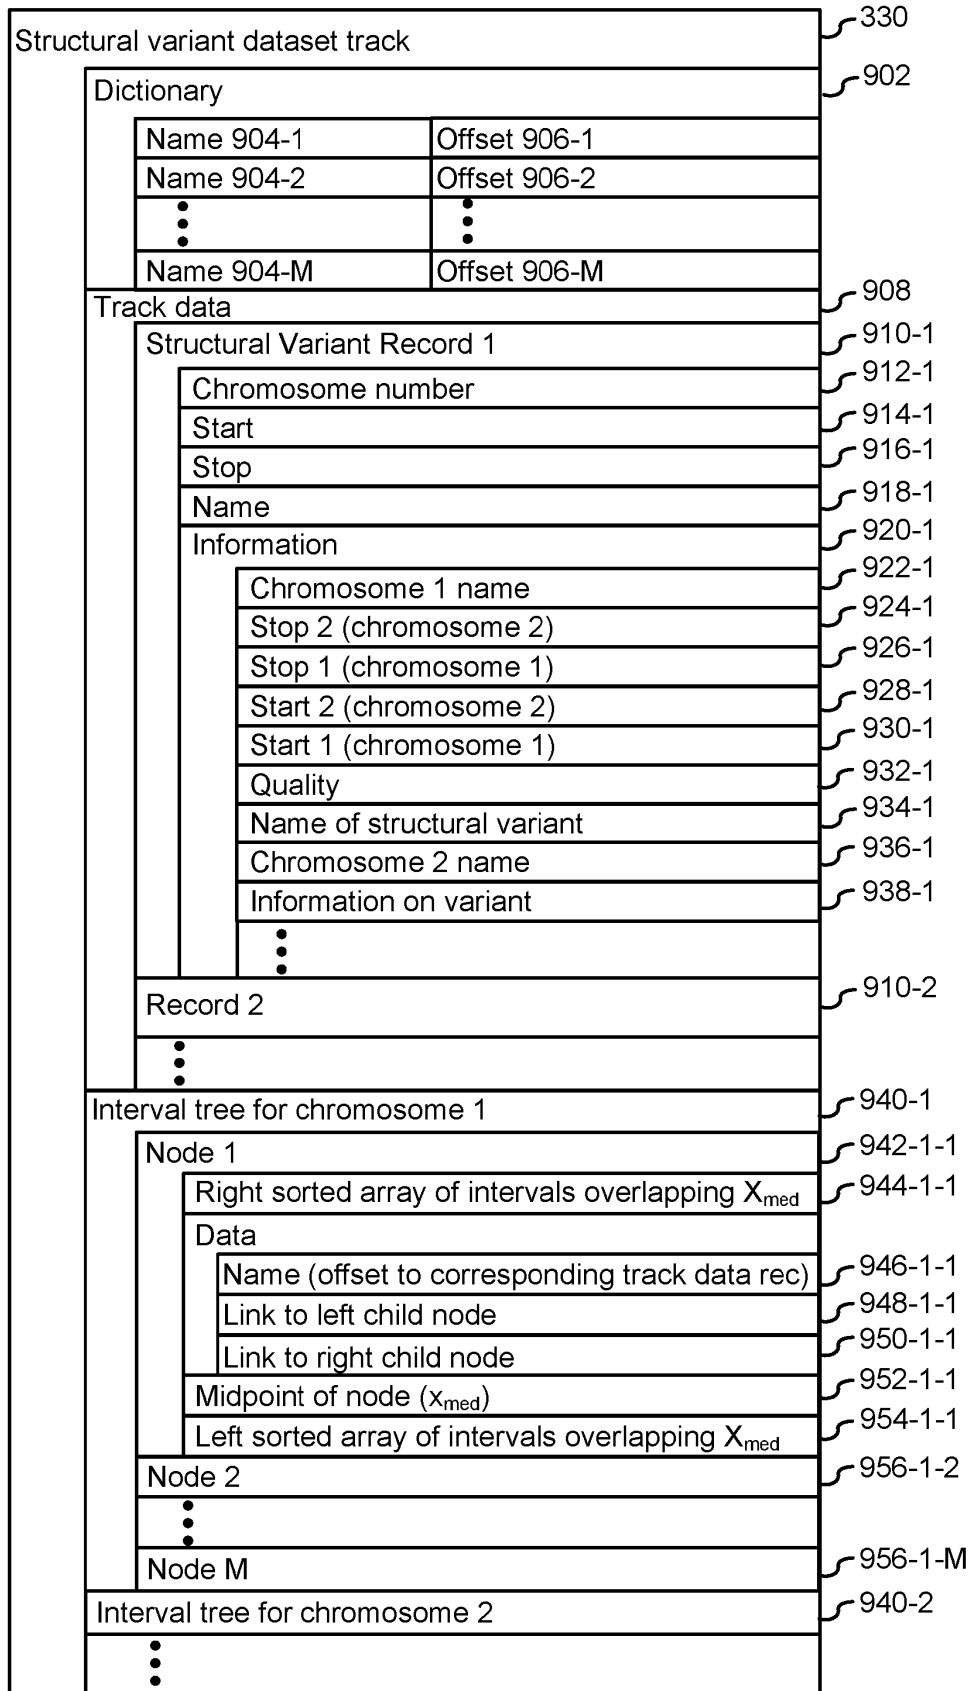 Structural variant dataset track 330
Dictionary 902
Name 904-1 Offset 906-1
Name 904-2 Offset 906-2
Name 904-M Offset 906-M
Track data 908
Structural Variant Record 1 910-1
Chromosome number 912-1
Start 914-1
Stop 916-1
Name 918-1
Information 920-1
Chromosome 1 name 922-1
Stop 2 (chromosome 2) 924-1
Stop 1 (chromosome 1) 926-1
Start 2 (chromosome 2) 928-1
Start 1 (chromosome 1) 930-1
Quality 932-1
Name of structural variant 934-1
Chromosome 2 name 936-1
Information on variant 938-1
Record 2 910-2
Interval tree for chromosome 1 940-1
Node 1 942-1-1
Right sorted array of intervals overlapping Xmed 944-1-1
Data
Name (offset to corresponding track data rec) 946-1-1
Link to left child node 948-1-1
Link to right child node 950-1-1
Midpoint of node (xmed) 952-1-1
Left sorted array of intervals overlapping Xmed 954-1-1
Node 2 956-1-2
Node M 956-1-M
Interval tree for chromosome 2 940-2